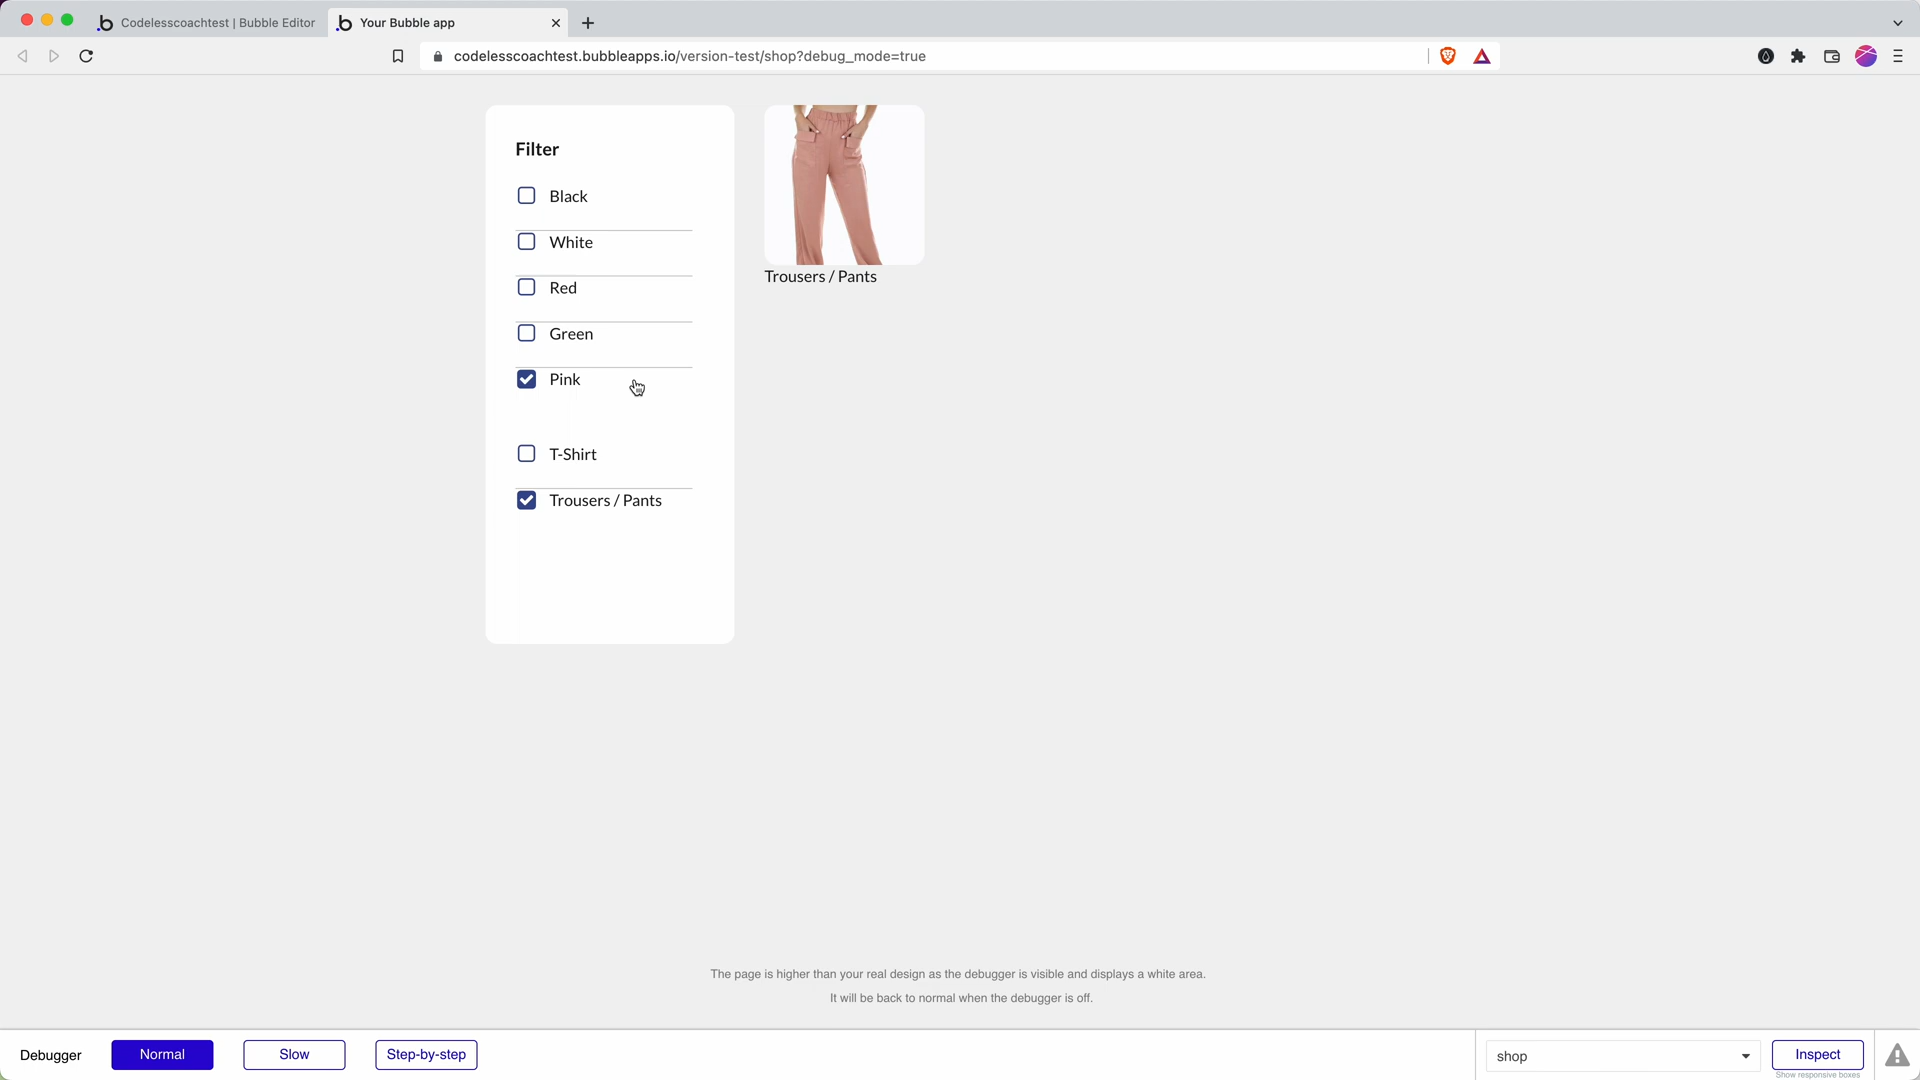 Codelesscoachtest | Bubble Editor
Your Bubble app
codelesscoachtest.bubbleapps.io/version-test/shop?debug_mode=true
Filter
Black
White
Red
Green
Pink
T-Shirt
Trousers / Pants
Trousers / Pants
The page is higher than your real design as the debugger is visible and displays a white area.
It will be back to normal when the debugger is off.
Debugger
Normal
Slow
Step-by-step
shop
Inspect
Show responsive boxes